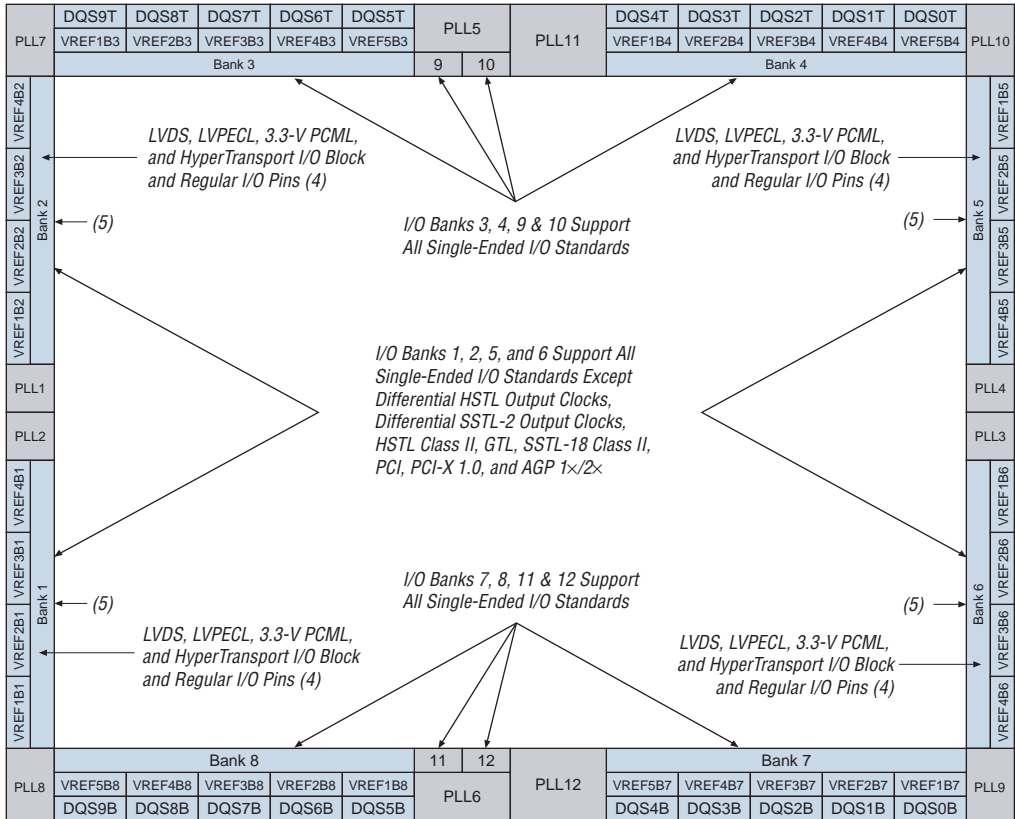 PLL7
DQS9T DQS8T DQS7T DQS6T DQS5T
VREF1B3 VREF2B3 VREF3B3 VREF4B3 VREF5B3
Bank 3
PLL5
9 10
PLL11
DQS4T DQS3T DQS2T DQS1T DQS0T
VREF1B4 VREF2B4 VREF3B4 VREF4B4 VREF5B4
Bank 4
PLL10
VREF4B2
VREF3B2
VREF2B2
VREF1B2
Bank 2
LVDS, LVPECL, 3.3-V PCML,
and HyperTransport I/O Block
and Regular I/O Pins (4)
(5)
I/O Banks 3, 4, 9 & 10 Support
All Single-Ended I/O Standards
LVDS, LVPECL, 3.3-V PCML,
and HyperTransport I/O Block
and Regular I/O Pins (4)
(5)
Bank 5
VREF1B5
VREF2B5
VREF3B5
VREF4B5
PLL1
PLL2
I/O Banks 1, 2, 5, and 6 Support All
Single-Ended I/O Standards Except
Differential HSTL Output Clocks,
Differential SSTL-2 Output Clocks,
HSTL Class II, GTL, SSTL-18 Class II,
PCI, PCI-X 1.0, and AGP 1×/2×
PLL4
PLL3
VREF4B1
VREF3B1
VREF2B1
VREF1B1
Bank 1
(5)
LVDS, LVPECL, 3.3-V PCML,
and HyperTransport I/O Block
and Regular I/O Pins (4)
I/O Banks 7, 8, 11 & 12 Support
All Single-Ended I/O Standards
(5)
LVDS, LVPECL, 3.3-V PCML,
and HyperTransport I/O Block
and Regular I/O Pins (4)
Bank 6
VREF1B6
VREF2B6
VREF3B6
VREF4B6
PLL8
Bank 8
VREF5B8 VREF4B8 VREF3B8 VREF2B8 VREF1B8
DQS9B DQS8B DQS7B DQS6B DQS5B
11 12
PLL6
PLL12
Bank 7
VREF5B7 VREF4B7 VREF3B7 VREF2B7 VREF1B7
DQS4B DQS3B DQS2B DQS1B DQS0B
PLL9